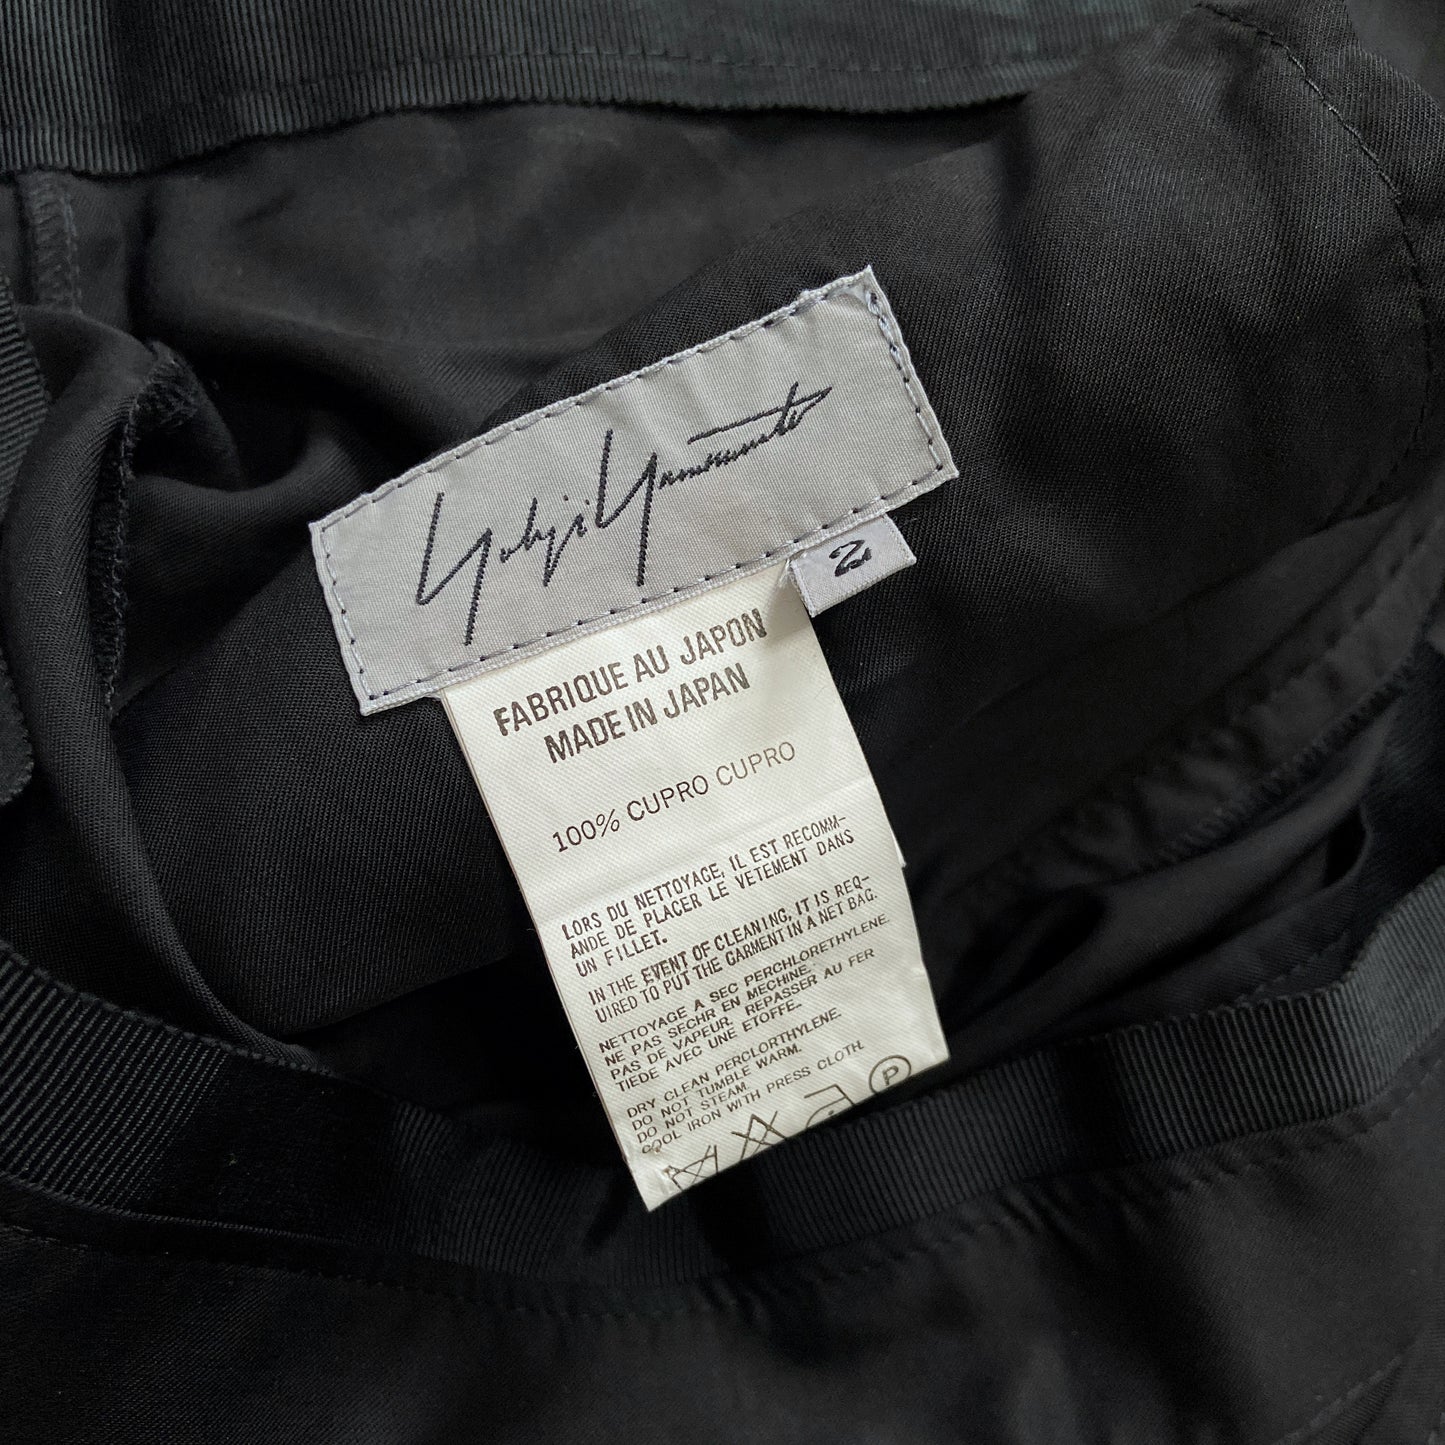 Yohji Yamamoto
2
FABRIQUE AU JAPON
MADE IN JAPAN
100% CUPRO CUPRO
LORS DU NETTOYAGE, IL EST RECOMM-
ANDE DE PLACER LE VETEMENT DANS
UN FILLET.
IN THE EVENT OF CLEANING, IT IS REQ-
UIRED TO PUT THE GARMENT IN A NET BAG.
NETTOYAGE A SEC PERCHLORETHYLENE.
NE PAS SECHR EN MECHINE.
PAS DE VAPEUR. REPASSER AU FER
TIEDE AVEC UNE ETOFFE.
DRY CLEAN PERCLORTHYLENE.
DO NOT TUMBLE WARM.
DO NOT STEAM.
COOL IRON WITH PRESS CLOTH.
P